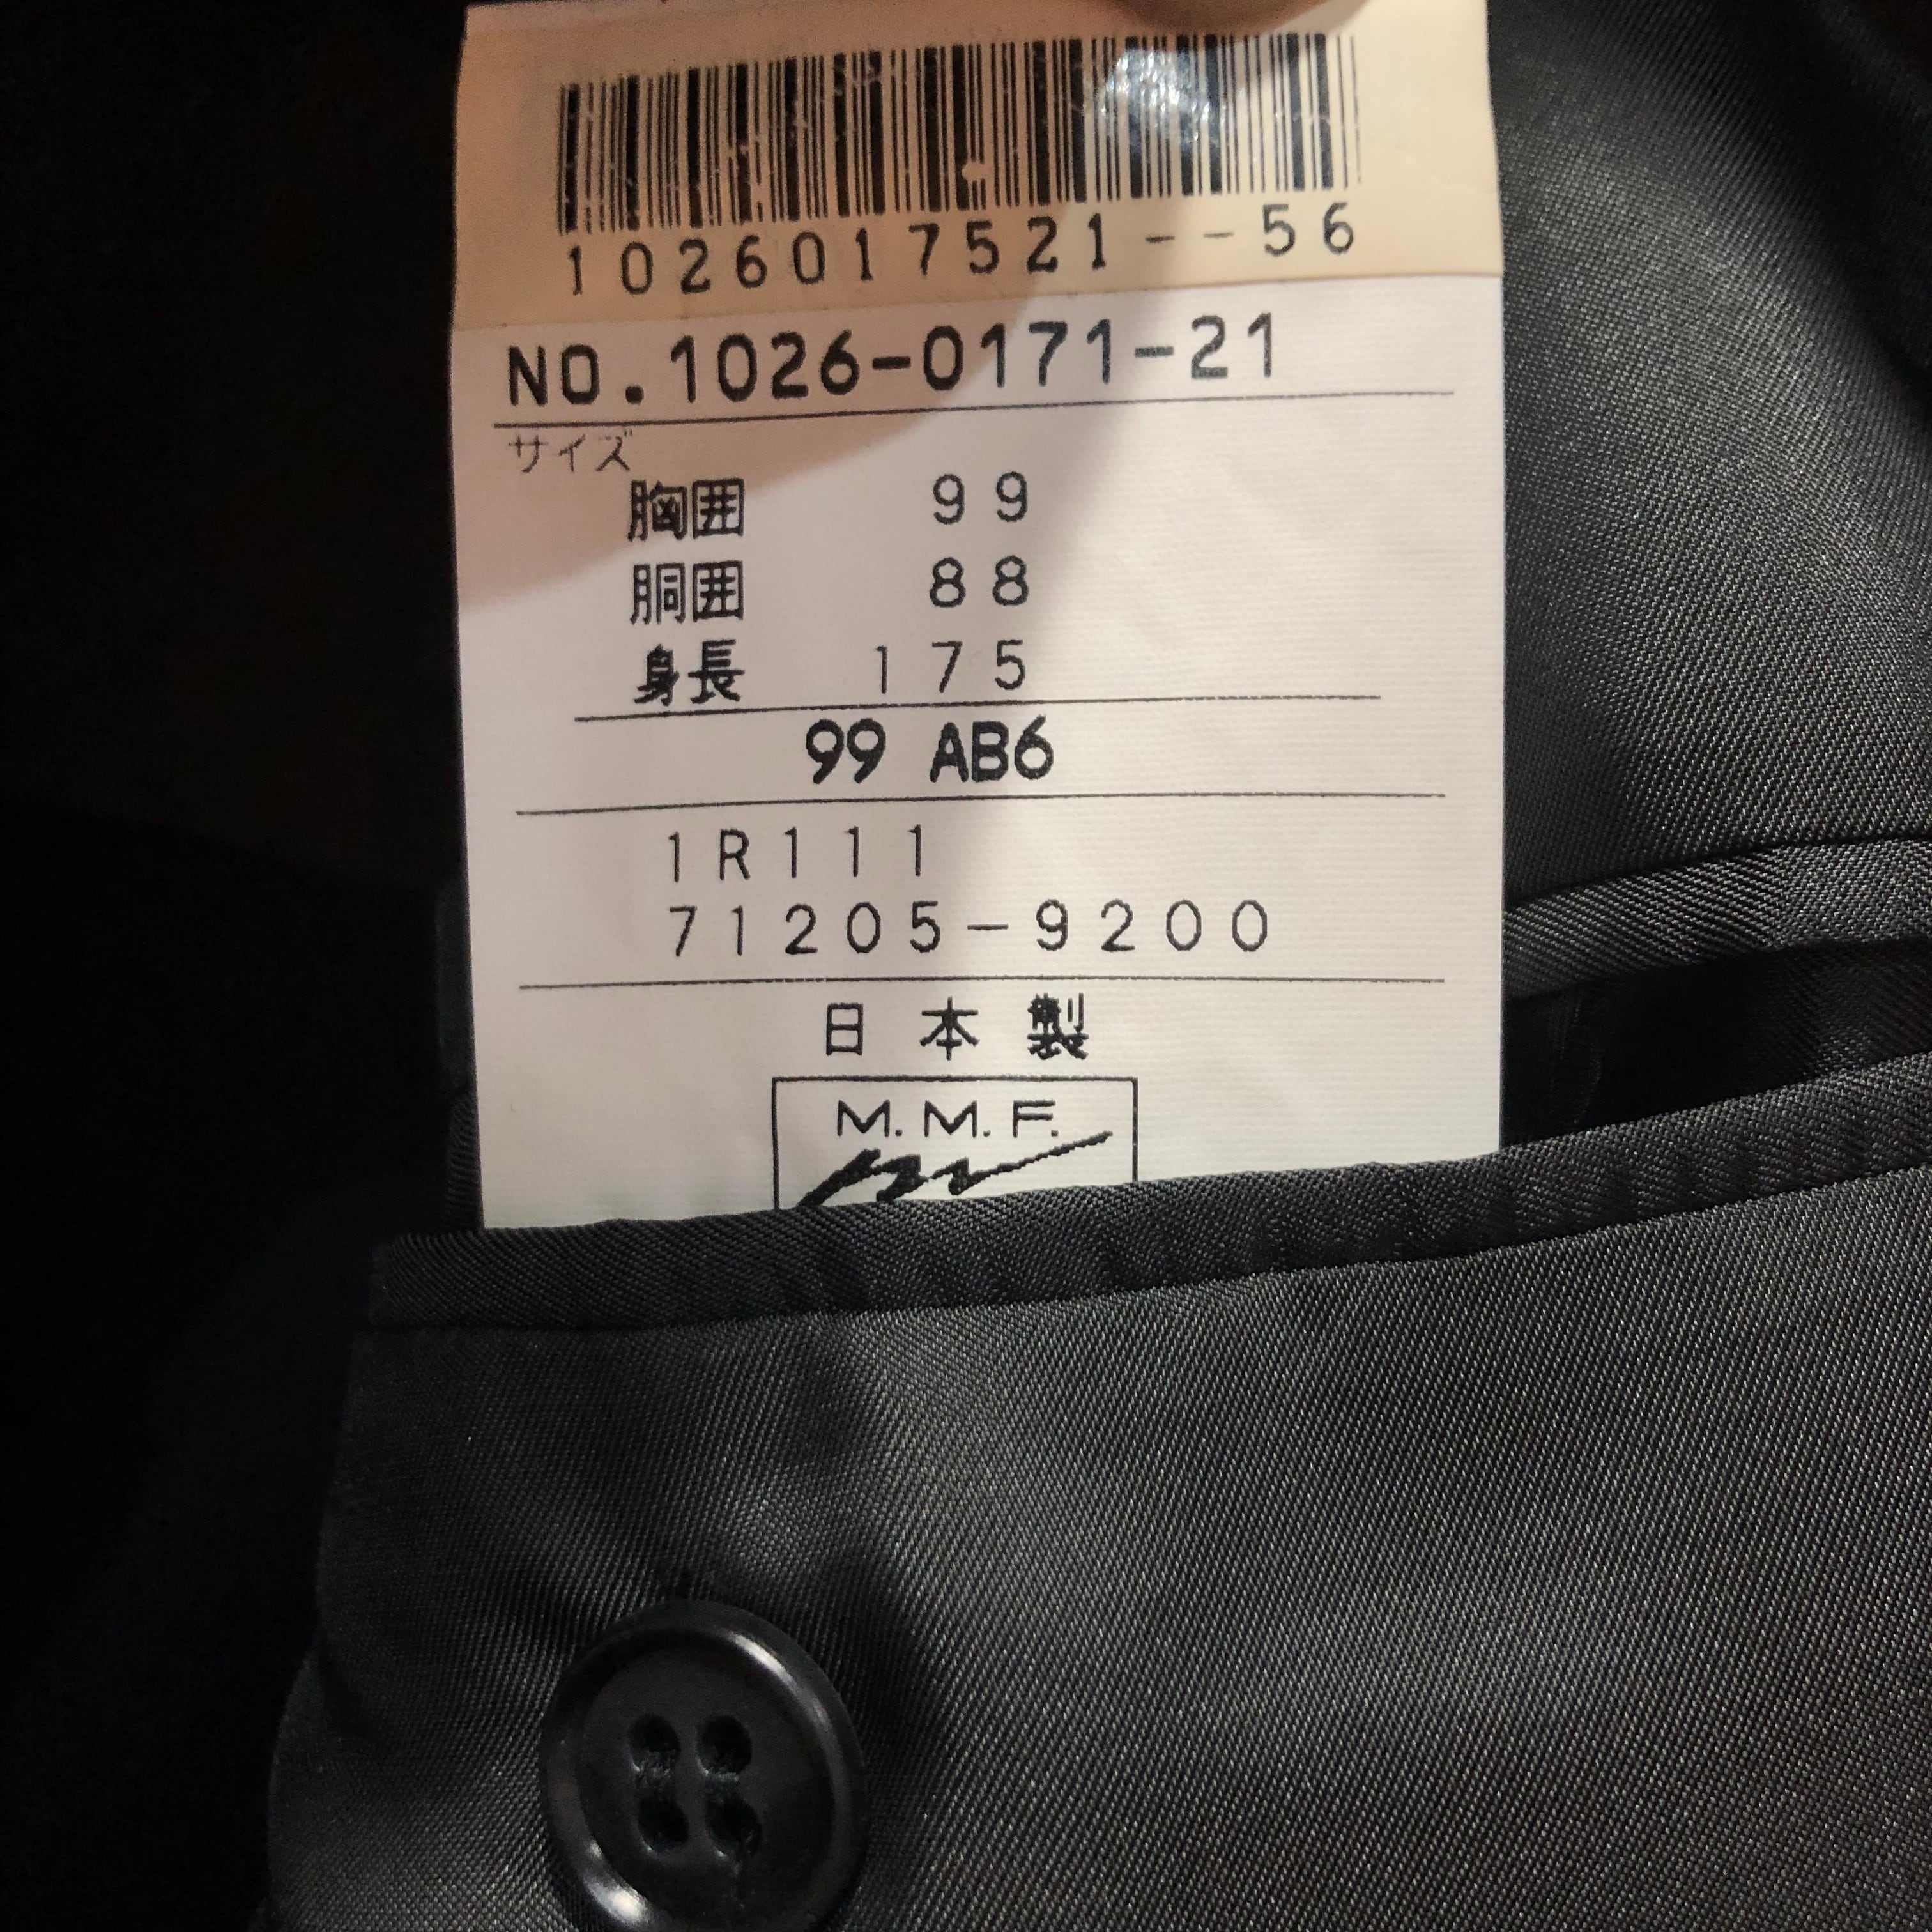 1026017521--56
NO.1026-0171-21
サイズ
胸囲 99
胴囲 88
身長 175
99 AB6
1R111
71205-9200
日本製
M.M.F.